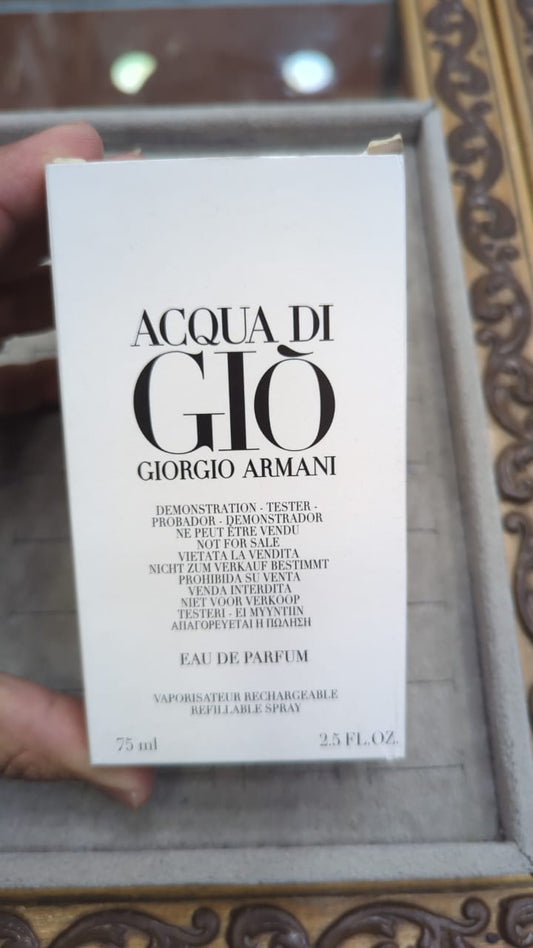 ACQUA DI
GIÒ
GIORGIO ARMANI
DEMONSTRATION - TESTER -
PROBADOR - DEMONSTRADOR
NE PEUT ÊTRE VENDU
NOT FOR SALE
VIETATA LA VENDITA
NICHT ZUM VERKAUF BESTIMMT
PROHIBIDA SU VENTA
VENDA INTERDITA
NIET VOOR VERKOOP
TESTERI - EI MYYNTIIN
ΑΠΑΓΟΡΕΥΕΤΑΙ Η ΠΩΛΗΣΗ
EAU DE PARFUM
VAPORISATEUR RECHARGEABLE
REFILLABLE SPRAY
75 ml 2.5 FL.OZ.